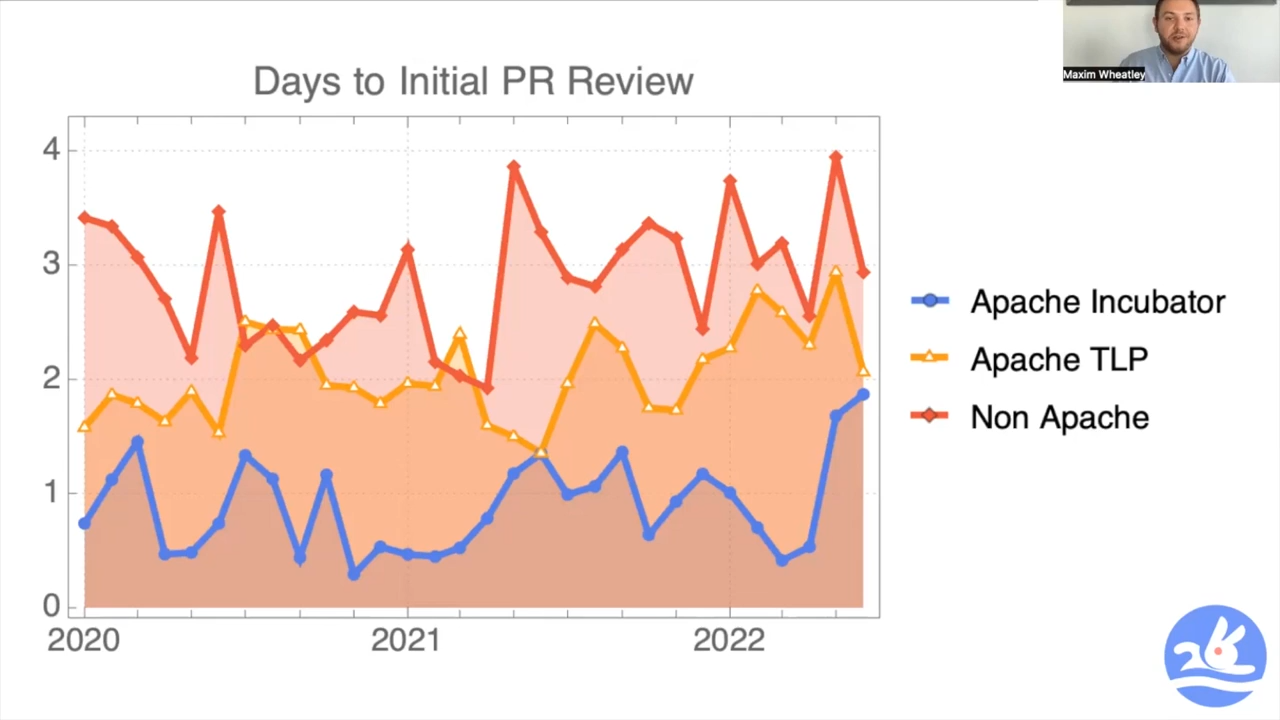 Maxim Wheatley
Days to Initial PR Review
4
3
2
1
0
2020
2021
2022
Apache Incubator
Apache TLP
Non Apache